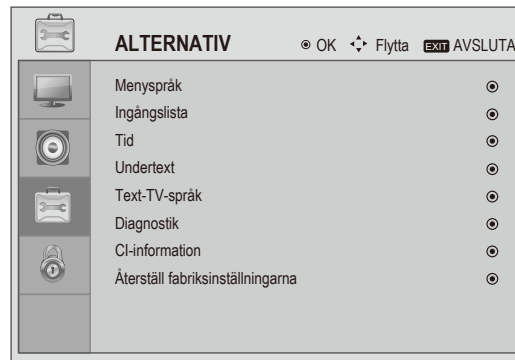 ALTERNATIV OK Flytta EXIT AVSLUTA
Menyspråk
Ingångslista
Tid
Undertext
Text-TV-språk
Diagnostik
CI-information
Återställ fabriksinställningarna